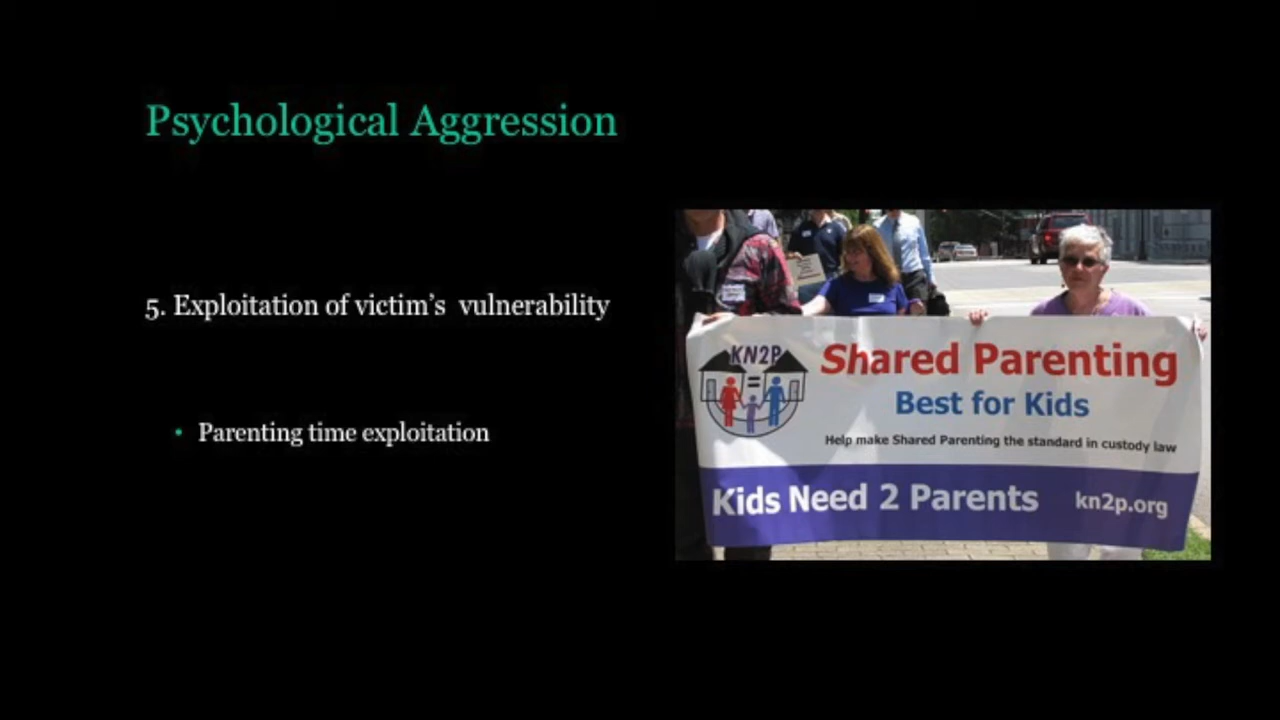 Psychological Aggression
5. Exploitation of victim’s  vulnerability
• Parenting time exploitation
KN2P
=
Shared Parenting
Best for Kids
Help make Shared Parenting the standard in custody law
Kids Need 2 Parents
kn2p.org